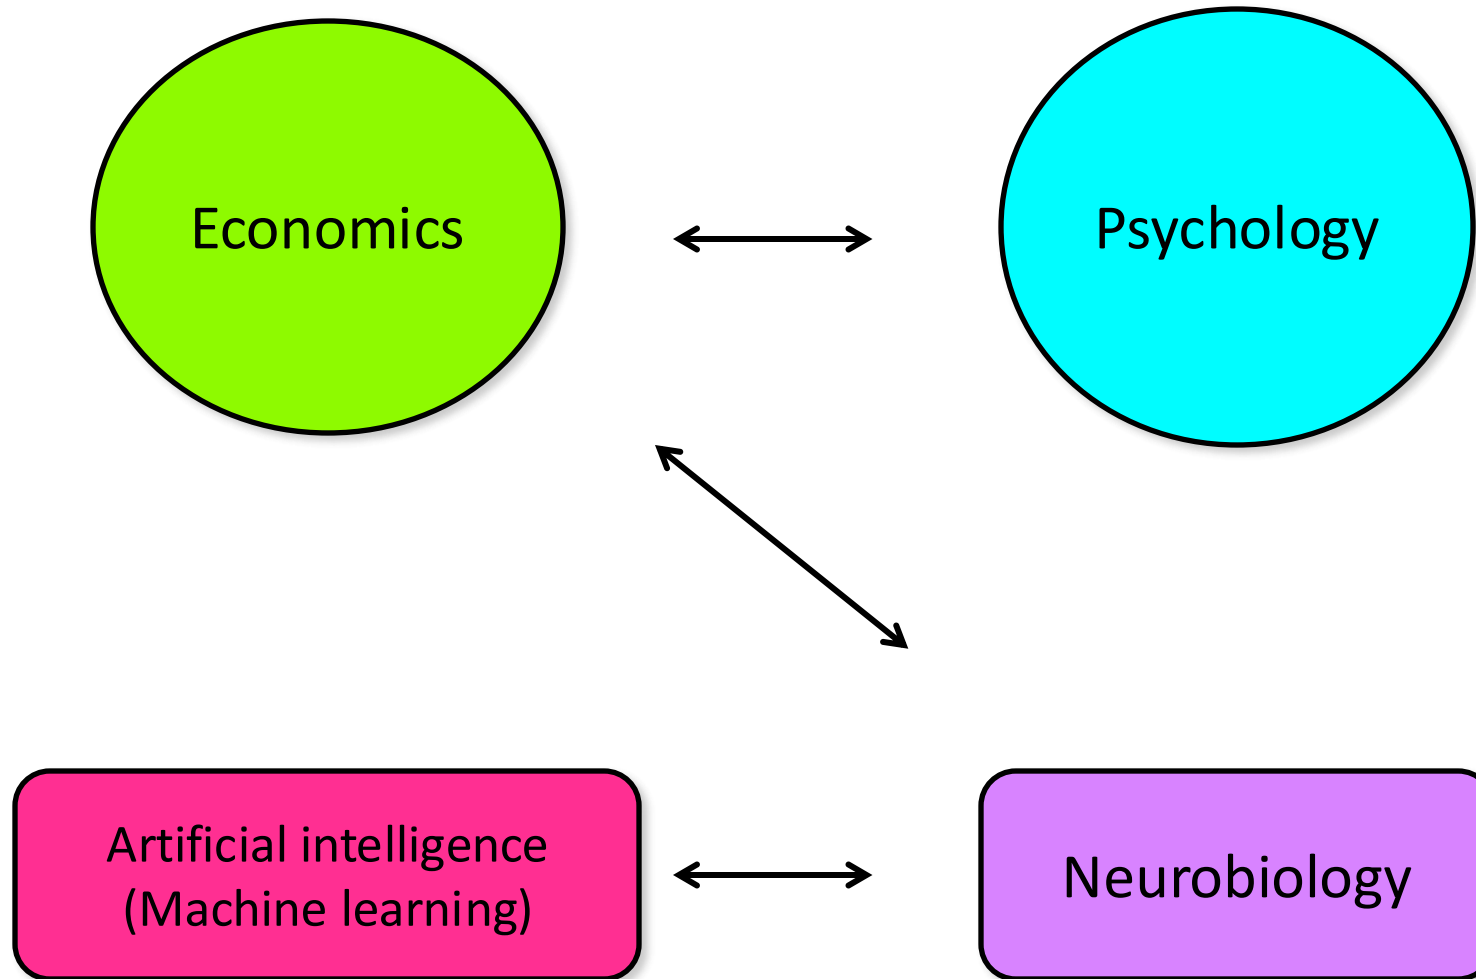 Economics
Psychology
Artificial intelligence
(Machine learning)
Neurobiology